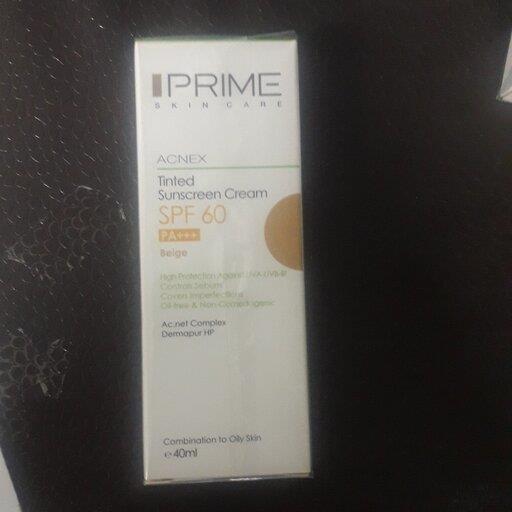 PRIME
SKIN CARE
ACNEX
Tinted
Sunscreen Cream
SPF 60
PA+++
Beige
High Protection Against UVA-UVB-IR
Controls Sebum
Covers Imperfections
Oil-free & Non-Comedogenic
Ac.net Complex
Dermapur HP
Combination to Oily Skin
e 40ml